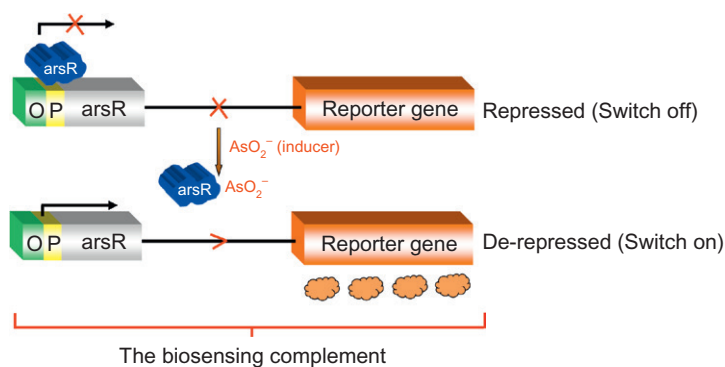 arsR
O P arsR
Reporter gene
Repressed (Switch off)
AsO₂⁻ (inducer)
arsR
AsO₂⁻
O P arsR
Reporter gene
De-repressed (Switch on)
The biosensing complement